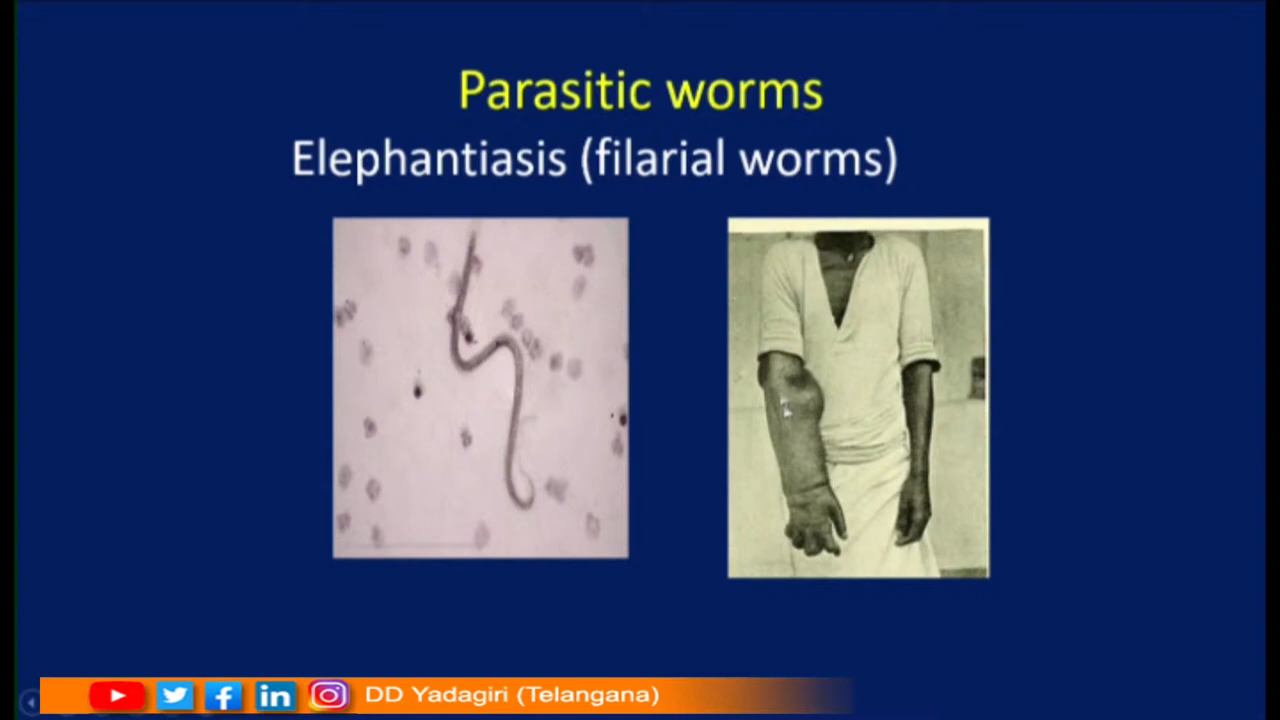 Parasitic worms
Elephantiasis (filarial worms)
DD Yadagiri (Telangana)